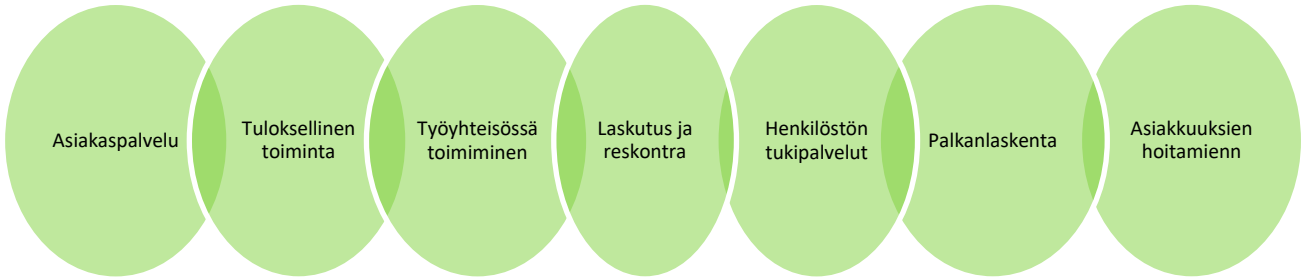 Asiakaspalvelu
Tuloksellinen
toiminta
Työyhteisössä
toimiminen
Laskutus ja
reskontra
Henkilöstön
tukipalvelut
Palkanlaskenta
Asiakkuuksien
hoitamienn